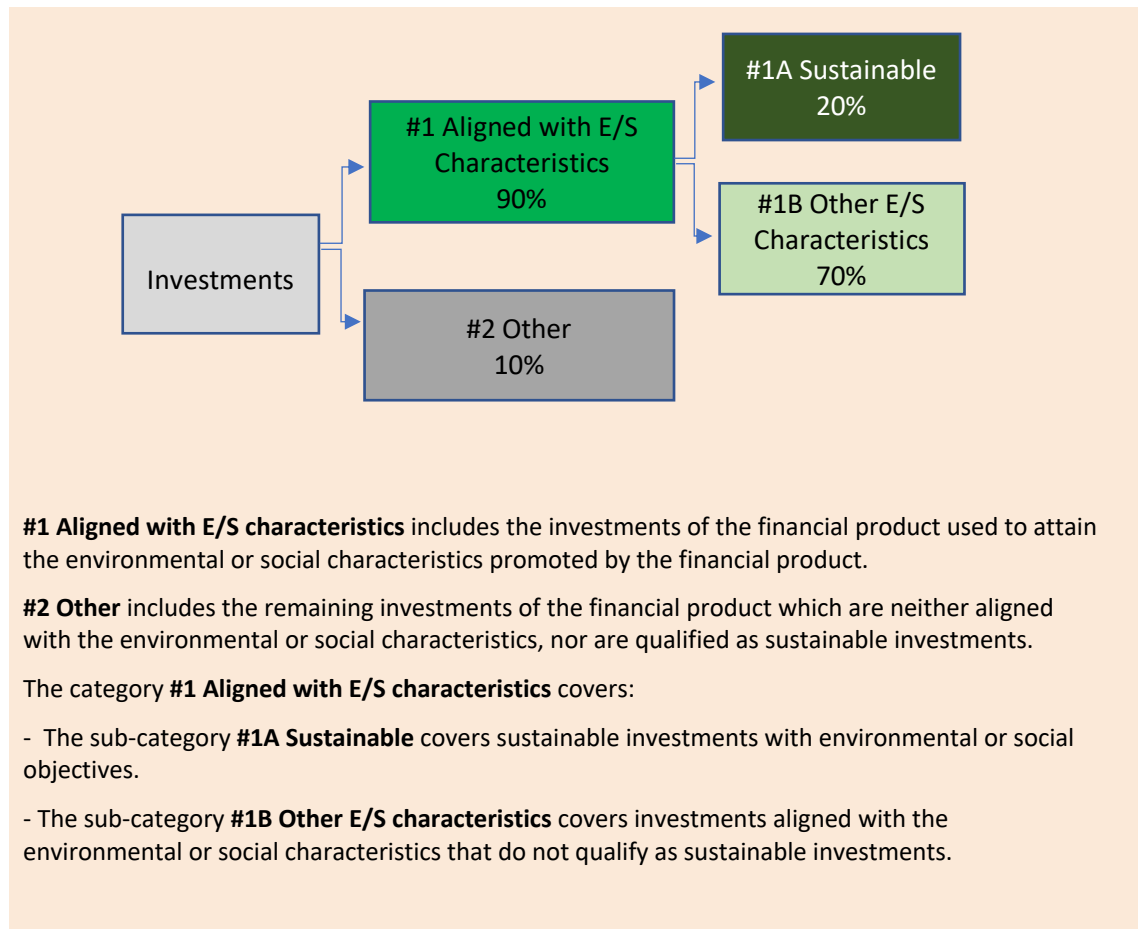 #1A Sustainable
20%
#1 Aligned with E/S
Characteristics
90%
#1B Other E/S
Characteristics
70%
Investments
#2 Other
10%
#1 Aligned with E/S characteristics includes the investments of the financial product used to attain
the environmental or social characteristics promoted by the financial product.
#2 Other includes the remaining investments of the financial product which are neither aligned
with the environmental or social characteristics, nor are qualified as sustainable investments.
The category #1 Aligned with E/S characteristics covers:
- The sub-category #1A Sustainable covers sustainable investments with environmental or social
objectives.
- The sub-category #1B Other E/S characteristics covers investments aligned with the
environmental or social characteristics that do not qualify as sustainable investments.